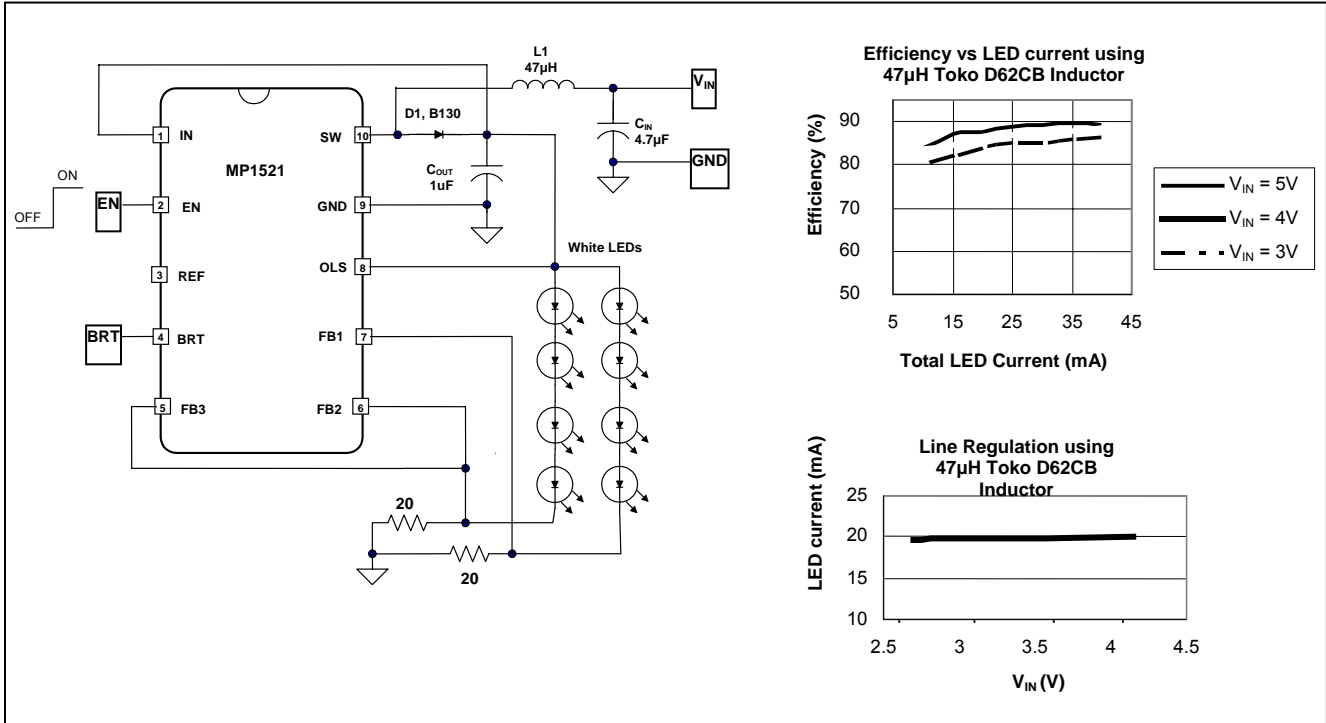 L1
47µH
VIN
D1, B130
CIN
4.7µF
GND
1 IN
SW 10
MP1521
COUT
1uF
ON
OFF
EN
2 EN
GND 9
White LEDs
3 REF
OLS 8
BRT
4 BRT
FB1 7
5 FB3
FB2 6
20
20
Efficiency vs LED current using
47µH Toko D62CB Inductor
Efficiency (%)
90
80
70
60
50
5 15 25 35 45
Total LED Current (mA)
VIN = 5V
VIN = 4V
VIN = 3V
Line Regulation using
47µH Toko D62CB
Inductor
LED current (mA)
25
20
15
10
2.5 3 3.5 4 4.5
VIN (V)